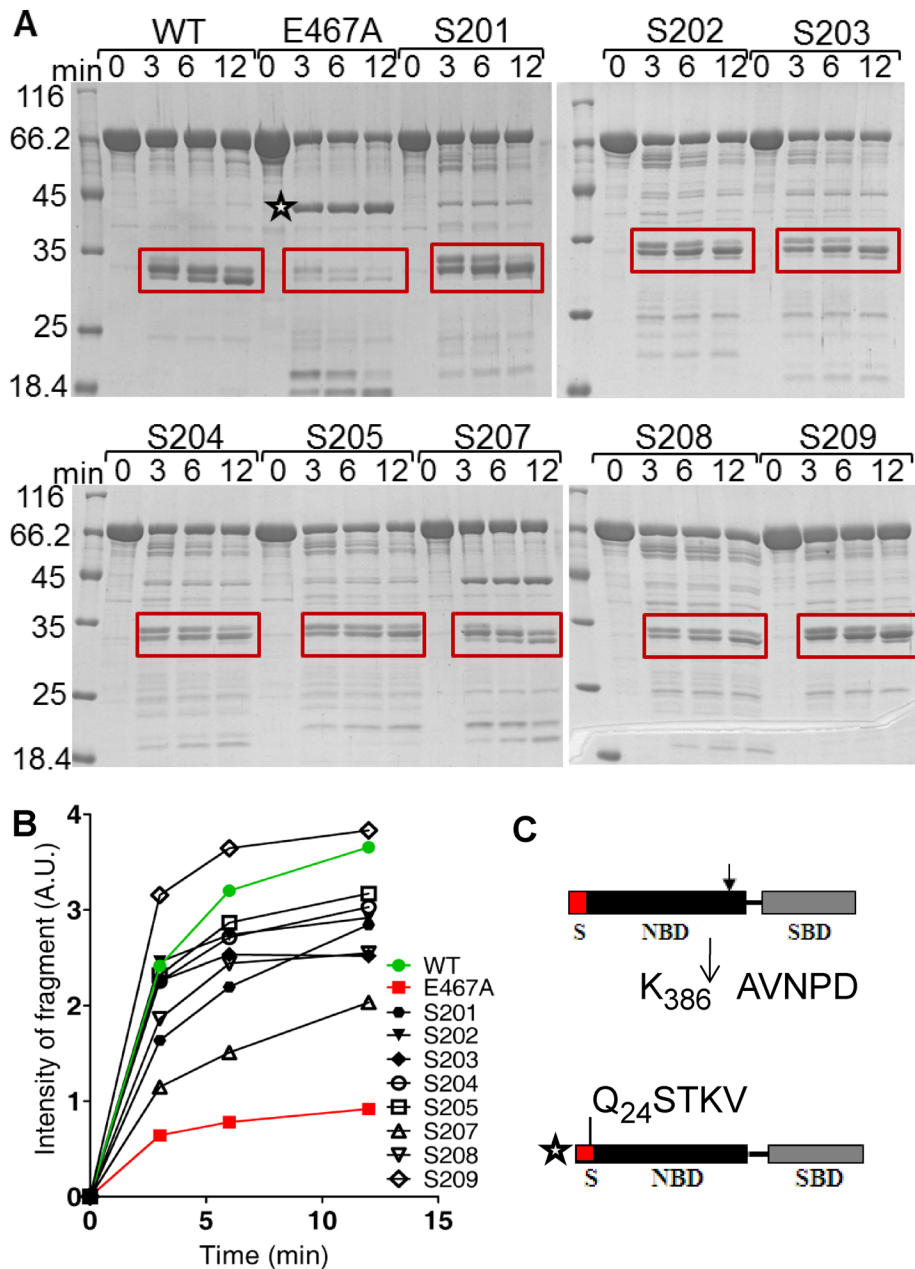 A
WT E467A S201 S202 S203
min 0 3 6 12 0 3 6 12 0 3 6 12 0 3 6 12 0 3 6 12
116
66.2
45
35
25
18.4
S204 S205 S207 S208 S209
min 0 3 6 12 0 3 6 12 0 3 6 12 0 3 6 12 0 3 6 12
116
66.2
45
35
25
18.4
B
Intensity of fragment (A.U.)
4
3
2
1
0
0 5 10 15
Time (min)
WT
E467A
S201
S202
S203
S204
S205
S207
S208
S209
C
S NBD SBD
K386 AVNPD
Q24STKV
S NBD SBD